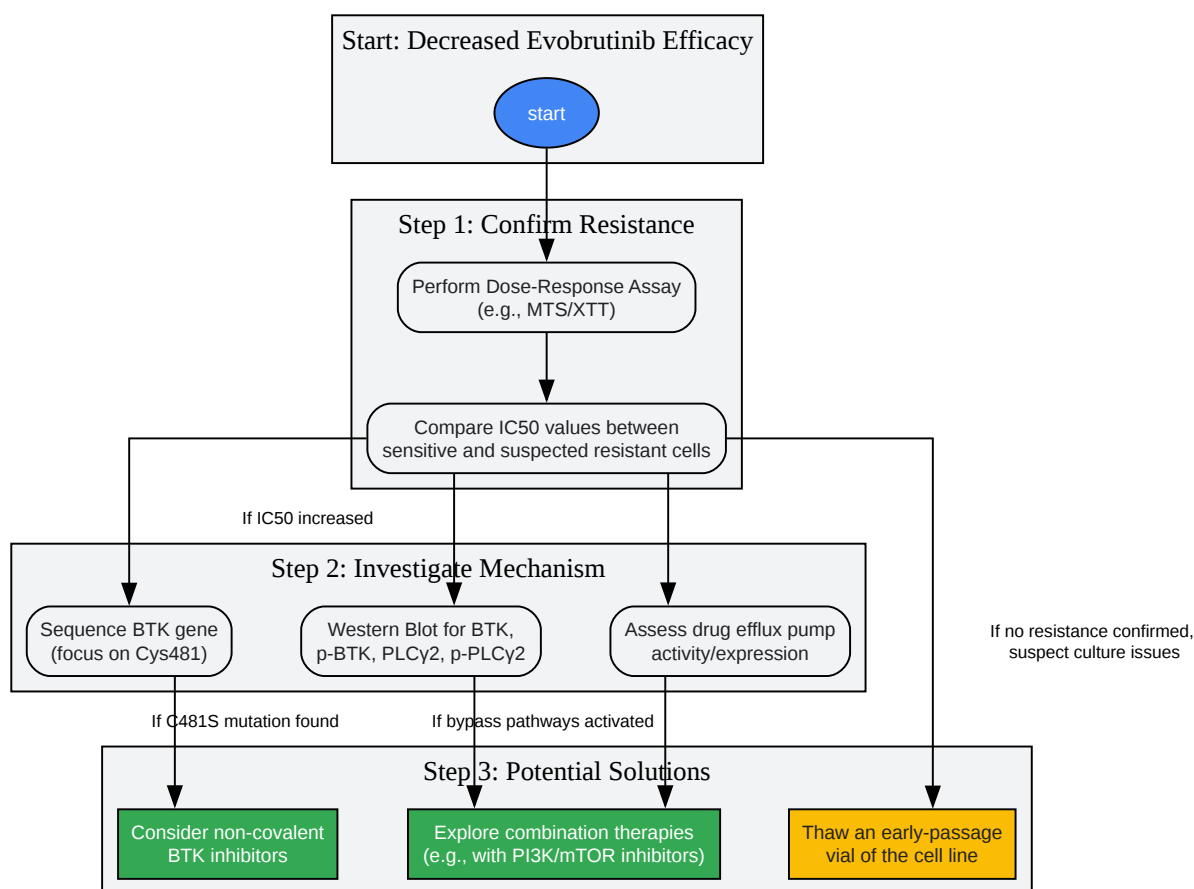 Start: Decreased Evobrutinib Efficacy
start
Step 1: Confirm Resistance
Perform Dose-Response Assay
(e.g., MTS/XTT)
Compare IC50 values between
sensitive and suspected resistant cells
If IC50 increased
Step 2: Investigate Mechanism
Sequence BTK gene
(focus on Cys481)
Western Blot for BTK,
p-BTK, PLCγ2, p-PLCγ2
Assess drug efflux pump
activity/expression
If no resistance confirmed,
suspect culture issues
If C481S mutation found
If bypass pathways activated
Step 3: Potential Solutions
Consider non-covalent
BTK inhibitors
Explore combination therapies
(e.g., with PI3K/mTOR inhibitors)
Thaw an early-passage
vial of the cell line